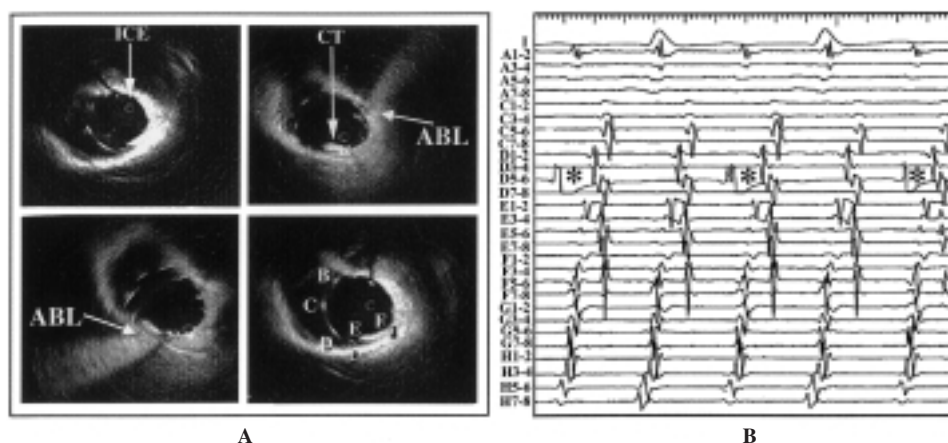 ICE
CT
ABL
ABL
B
C
D
E
F
A
1
A1-2
A3-4
A5-6
A7-8
C1-2
C3-4
C5-6
C7-8
D1-2
D3-4
D5-6
* * *
D7-8
E1-2
E3-4
E5-6
E7-8
F1-2
F3-4
F5-6
F7-8
G1-2
G3-4
G5-6
G7-8
H1-2
H3-4
H5-6
H7-8
B